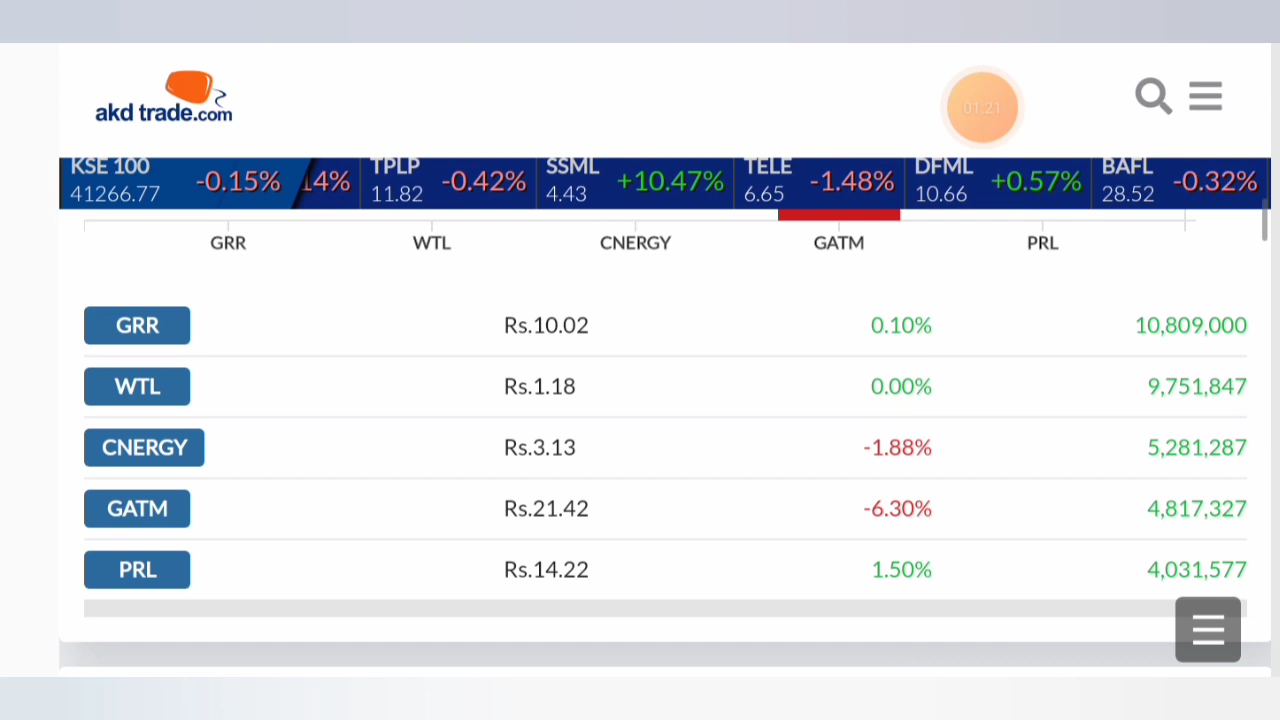 akd trade.com
01:21
KSE 100 TPLP SSML TELE DFML BAFL
41266.77 -0.15% 14% 11.82 -0.42% 4.43 +10.47% 6.65 -1.48% 10.66 +0.57% 28.52 -0.32%
GRR WTL CNERGY GATM PRL
GRR Rs.10.02 0.10% 10,809,000
WTL Rs.1.18 0.00% 9,751,847
CNERGY Rs.3.13 -1.88% 5,281,287
GATM Rs.21.42 -6.30% 4,817,327
PRL Rs.14.22 1.50% 4,031,577